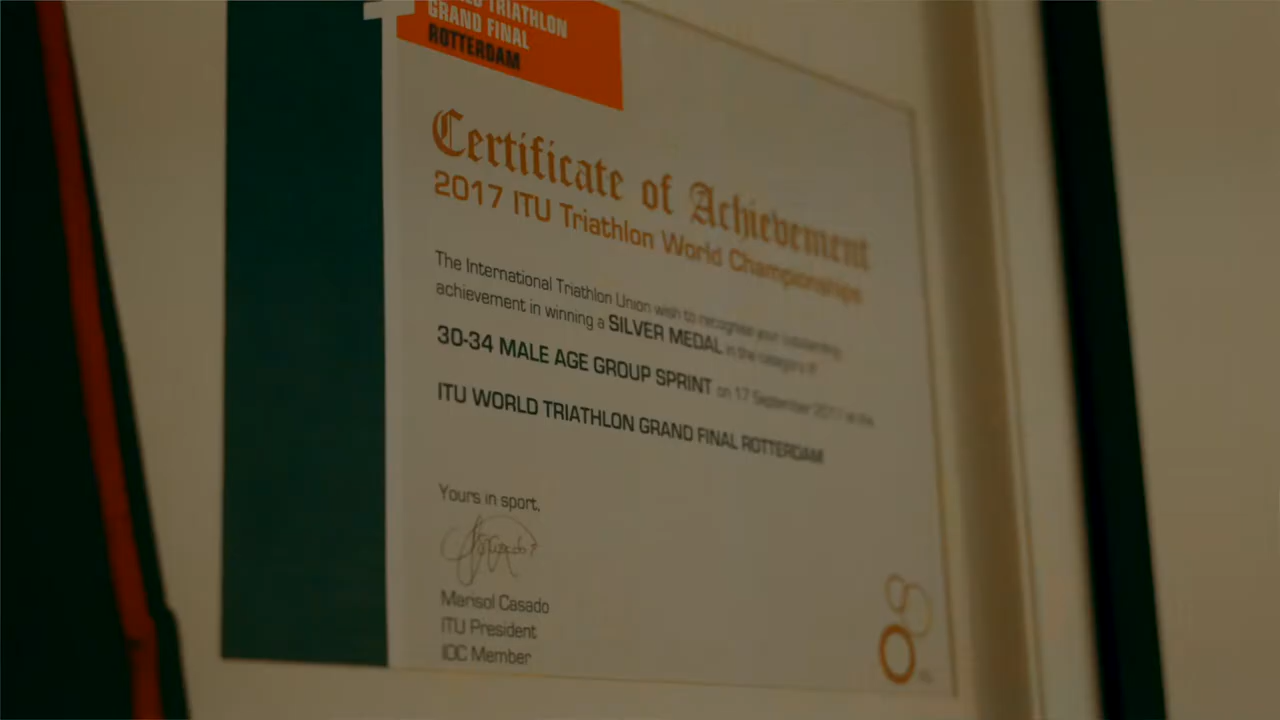 TRIATHLON
GRAND FINAL
ROTTERDAM
Certificate of Achievement
2017 ITU Triathlon World Championships
The International Triathlon Union wish to recognise your outstanding
achievement in winning a SILVER MEDAL in the category of
30-34 MALE AGE GROUP SPRINT on 17 September 2017 at the
ITU WORLD TRIATHLON GRAND FINAL ROTTERDAM
Yours in sport,
Marisol Casado
ITU President
IOC Member